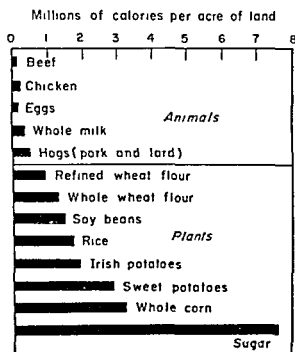 Millions of calories per acre of land
0 1 2 3 4 5 6 7 8
Beef
Chicken
Eggs
Animals
Whole milk
Hogs (pork and lard)
Refined wheat flour
Whole wheat flour
Soy beans
Plants
Rice
Irish potatoes
Sweet potatoes
Whole corn
Sugar